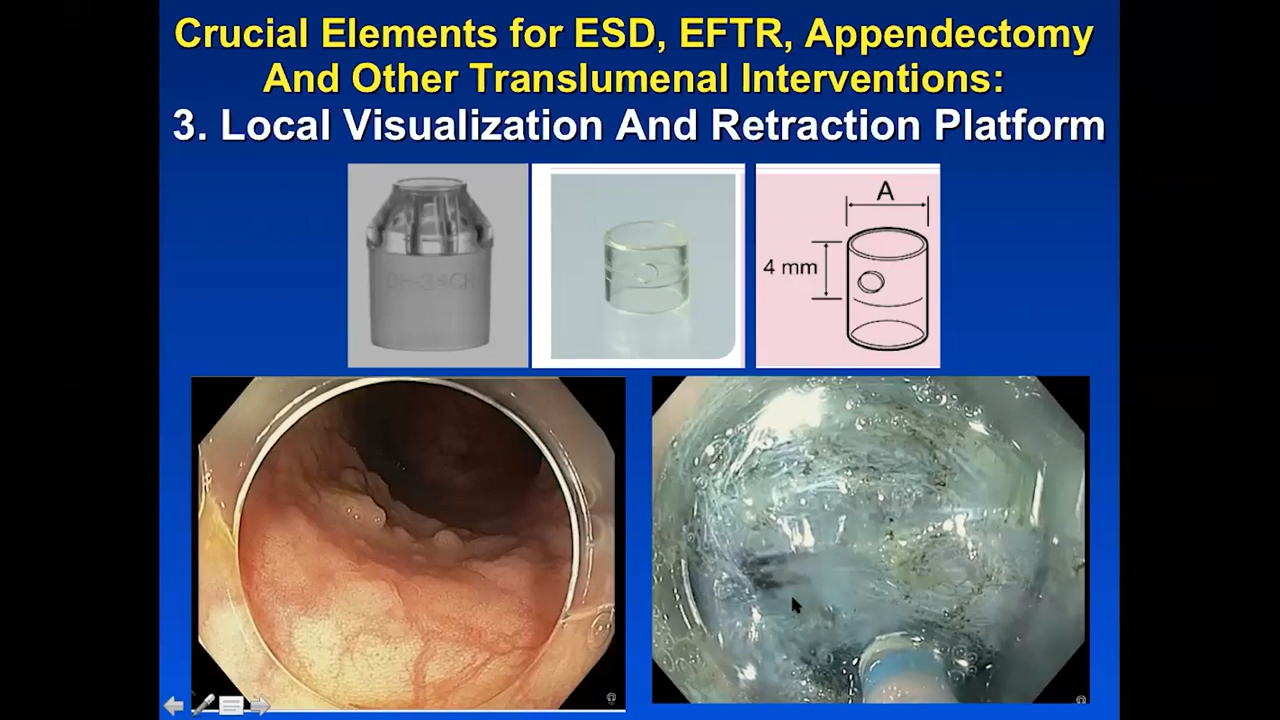 Crucial Elements for ESD, EFTR, Appendectomy
And Other Translumenal Interventions:
3. Local Visualization And Retraction Platform
A
4 mm